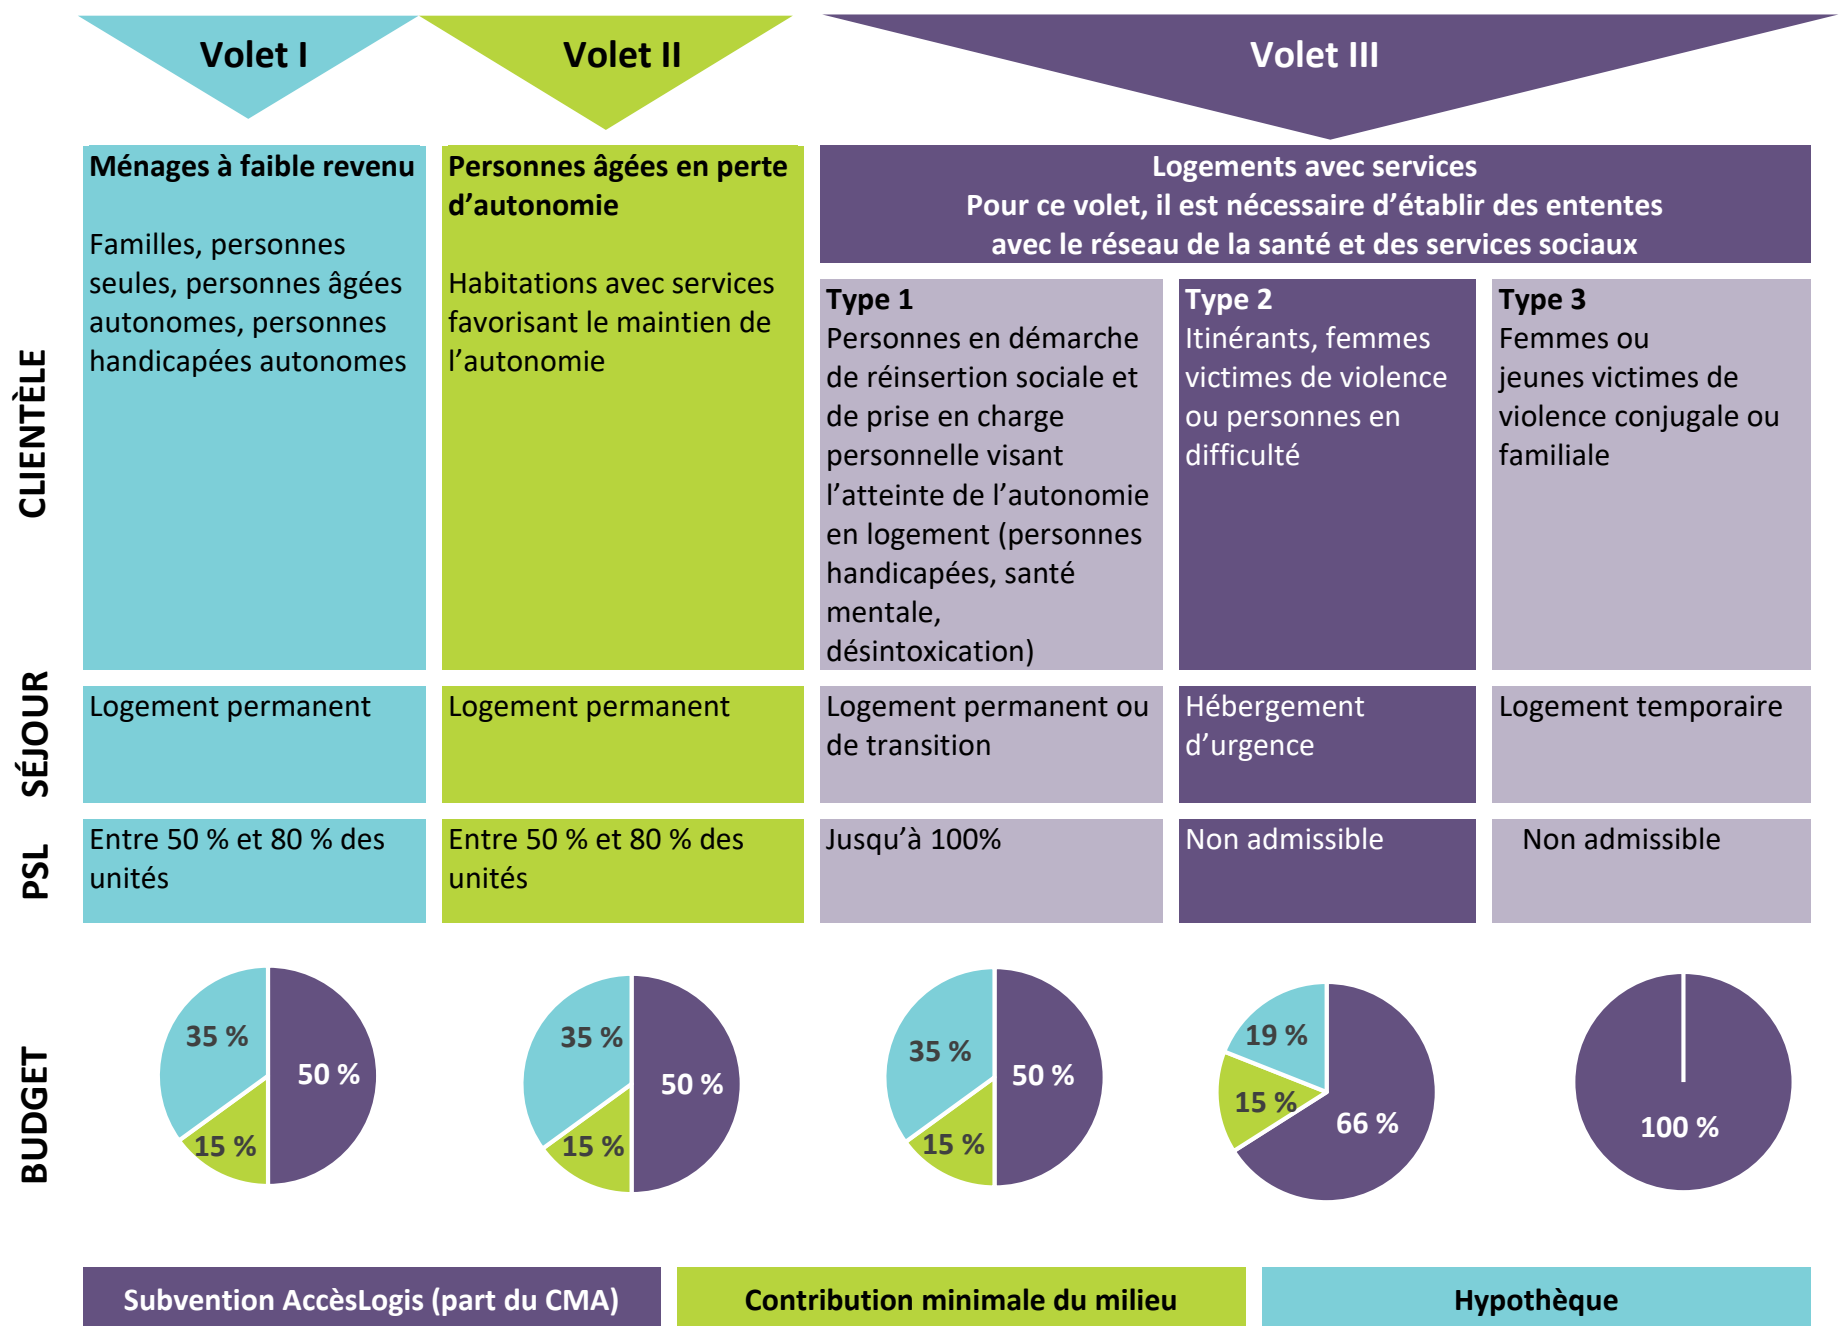 Volet I
Volet II
Volet III
Ménages à faible revenu
Familles, personnes
seules, personnes âgées
autonomes, personnes
handicapées autonomes
Personnes âgées en perte
d’autonomie
Habitations avec services
favorisant le maintien de
l’autonomie
Logements avec services
Pour ce volet, il est nécessaire d’établir des ententes
avec le réseau de la santé et des services sociaux
Type 1
Personnes en démarche
de réinsertion sociale et
de prise en charge
personnelle visant
l’atteinte de l’autonomie
en logement (personnes
handicapées, santé
mentale,
désintoxication)
Type 2
Itinérants, femmes
victimes de violence
ou personnes en
difficulté
Type 3
Femmes ou
jeunes victimes de
violence conjugale ou
familiale
CLIENTÈLE
SÉJOUR
Logement permanent
Logement permanent
Logement permanent ou
de transition
Hébergement
d’urgence
Logement temporaire
PSL
Entre 50 % et 80 % des
unités
Entre 50 % et 80 % des
unités
Jusqu’à 100%
Non admissible
Non admissible
BUDGET
35 %
50 %
15 %
35 %
50 %
15 %
35 %
50 %
15 %
19 %
15 %
66 %
100 %
Subvention AccèsLogis (part du CMA)
Contribution minimale du milieu
Hypothèque